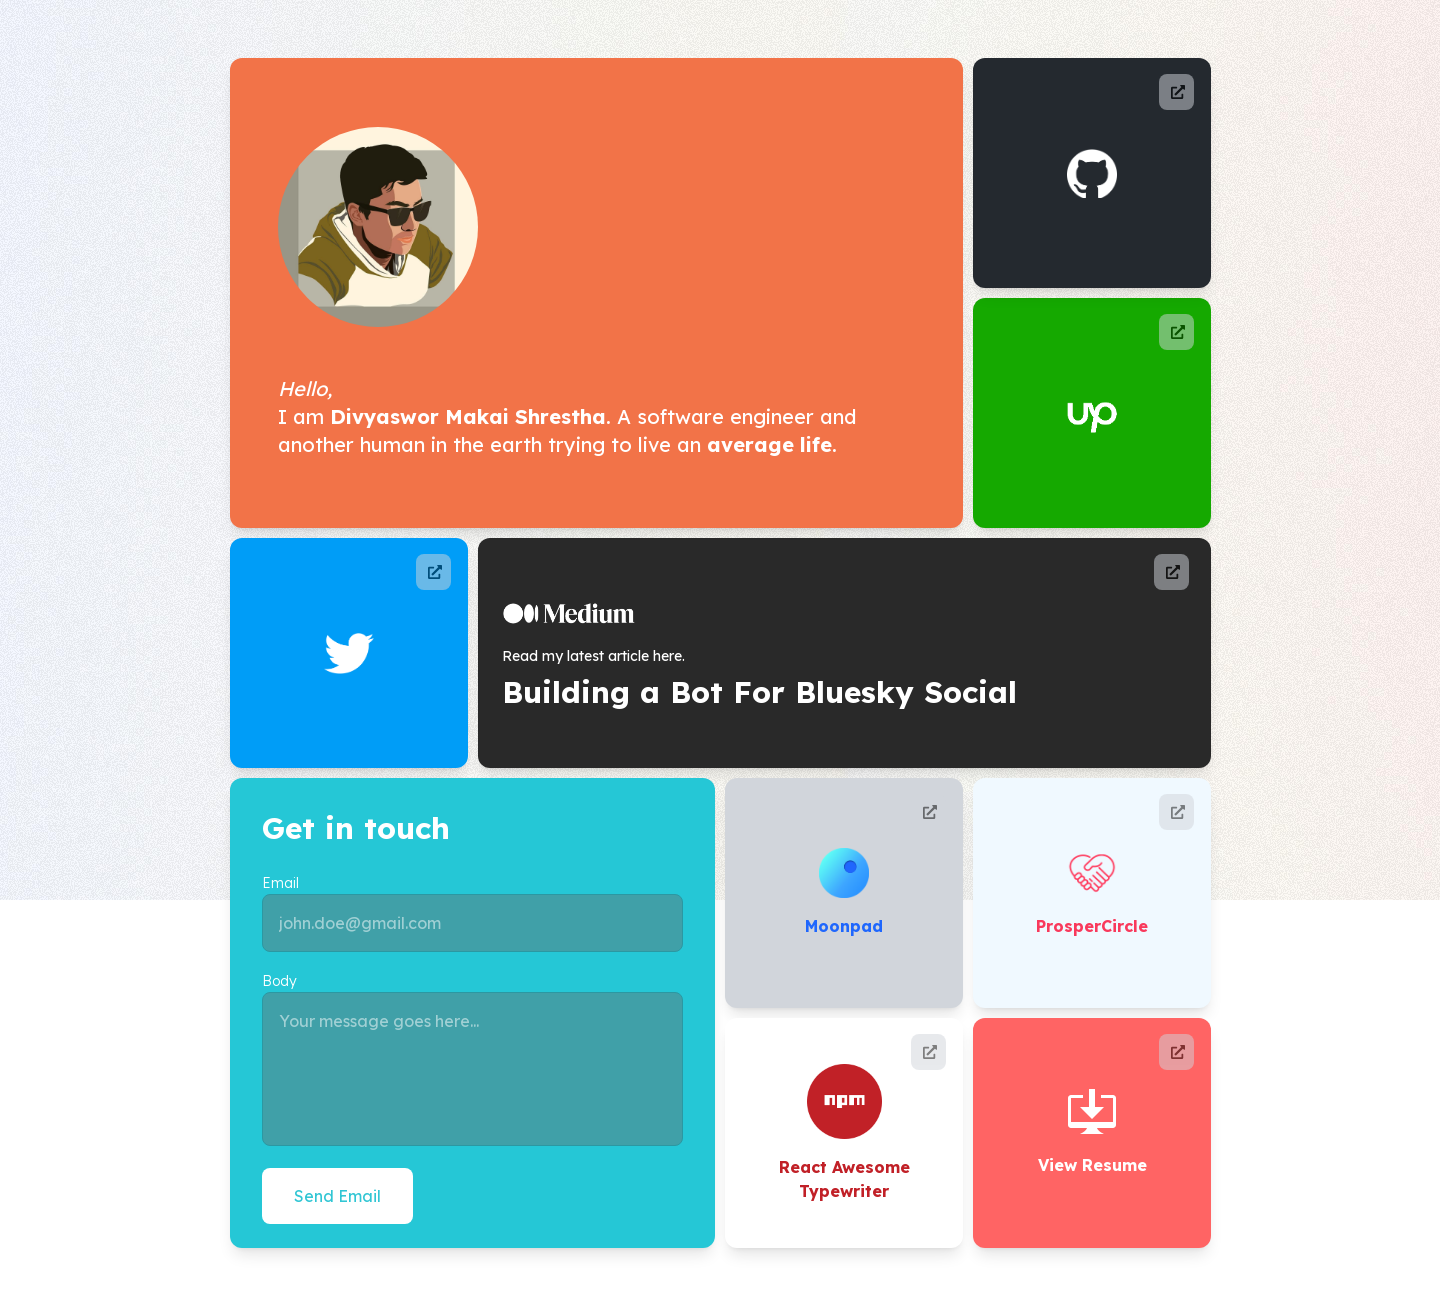 Hello,
I am Divyaswor Makai Shrestha. A software engineer and
another human in the earth trying to live an average life.
up
Medium
Read my latest article here.
Building a Bot For Bluesky Social
Get in touch
Email
john.doe@gmail.com
Body
Your message goes here...
Send Email
Moonpad
ProsperCircle
npm
React Awesome
Typewriter
View Resume